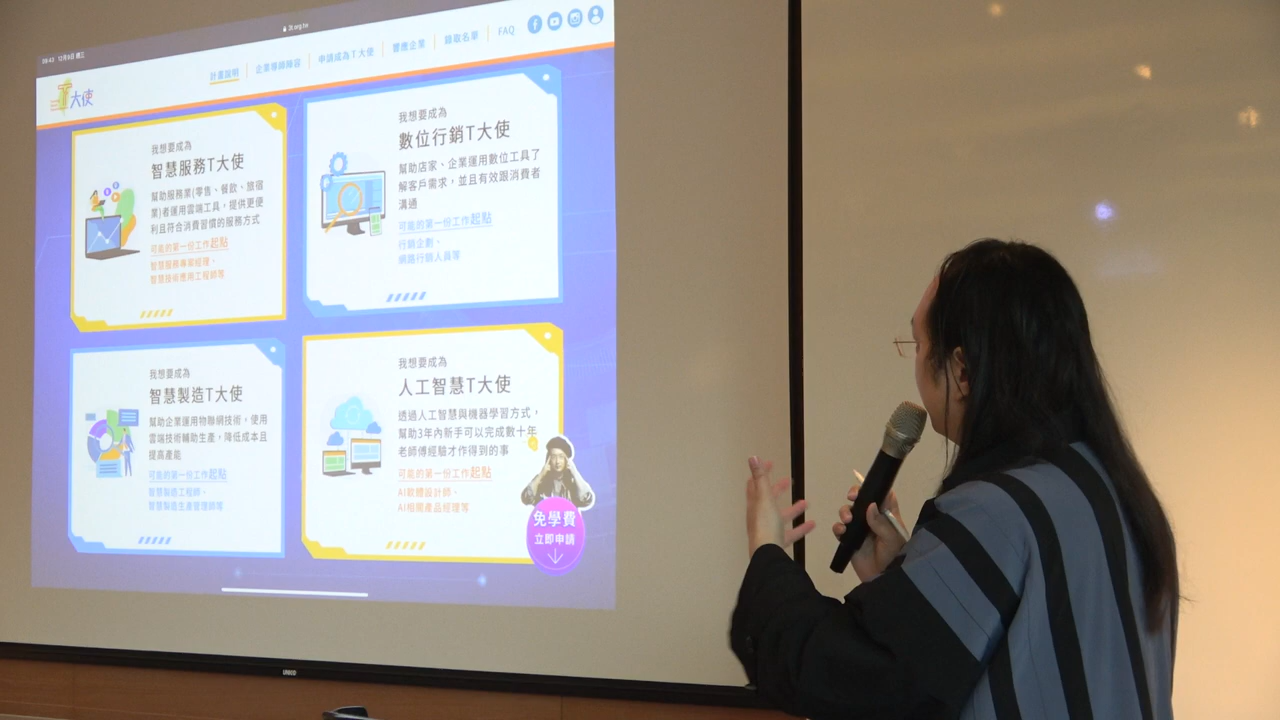 09:43 12月8日 週三
2t.org.tw
T大使
計畫說明
企業導師陣容
申請成為T大使
響應企業
錄取名單
FAQ
我想要成為
智慧服務T大使
幫助服務業(零售、餐飲、旅宿
業)者運用雲端工具，提供更便
利且符合消費習慣的服務方式
可能的第一份工作起點
智慧服務專案經理、
智慧技術應用工程師等
我想要成為
數位行銷T大使
幫助店家、企業運用數位工具了
解客戶需求，並且有效跟消費者
溝通
可能的第一份工作起點
行銷企劃、
網路行銷人員等
我想要成為
智慧製造T大使
幫助企業運用物聯網技術，使用
雲端技術輔助生產，降低成本且
提高產能
可能的第一份工作起點
智慧製造工程師、
智慧製造生產管理師等
我想要成為
人工智慧T大使
透過人工智慧與機器學習方式，
幫助3年內新手可以完成數十年
老師傅經驗才作得到的事
可能的第一份工作起點
AI軟體設計師、
AI相關產品經理等
免學費
立即申請